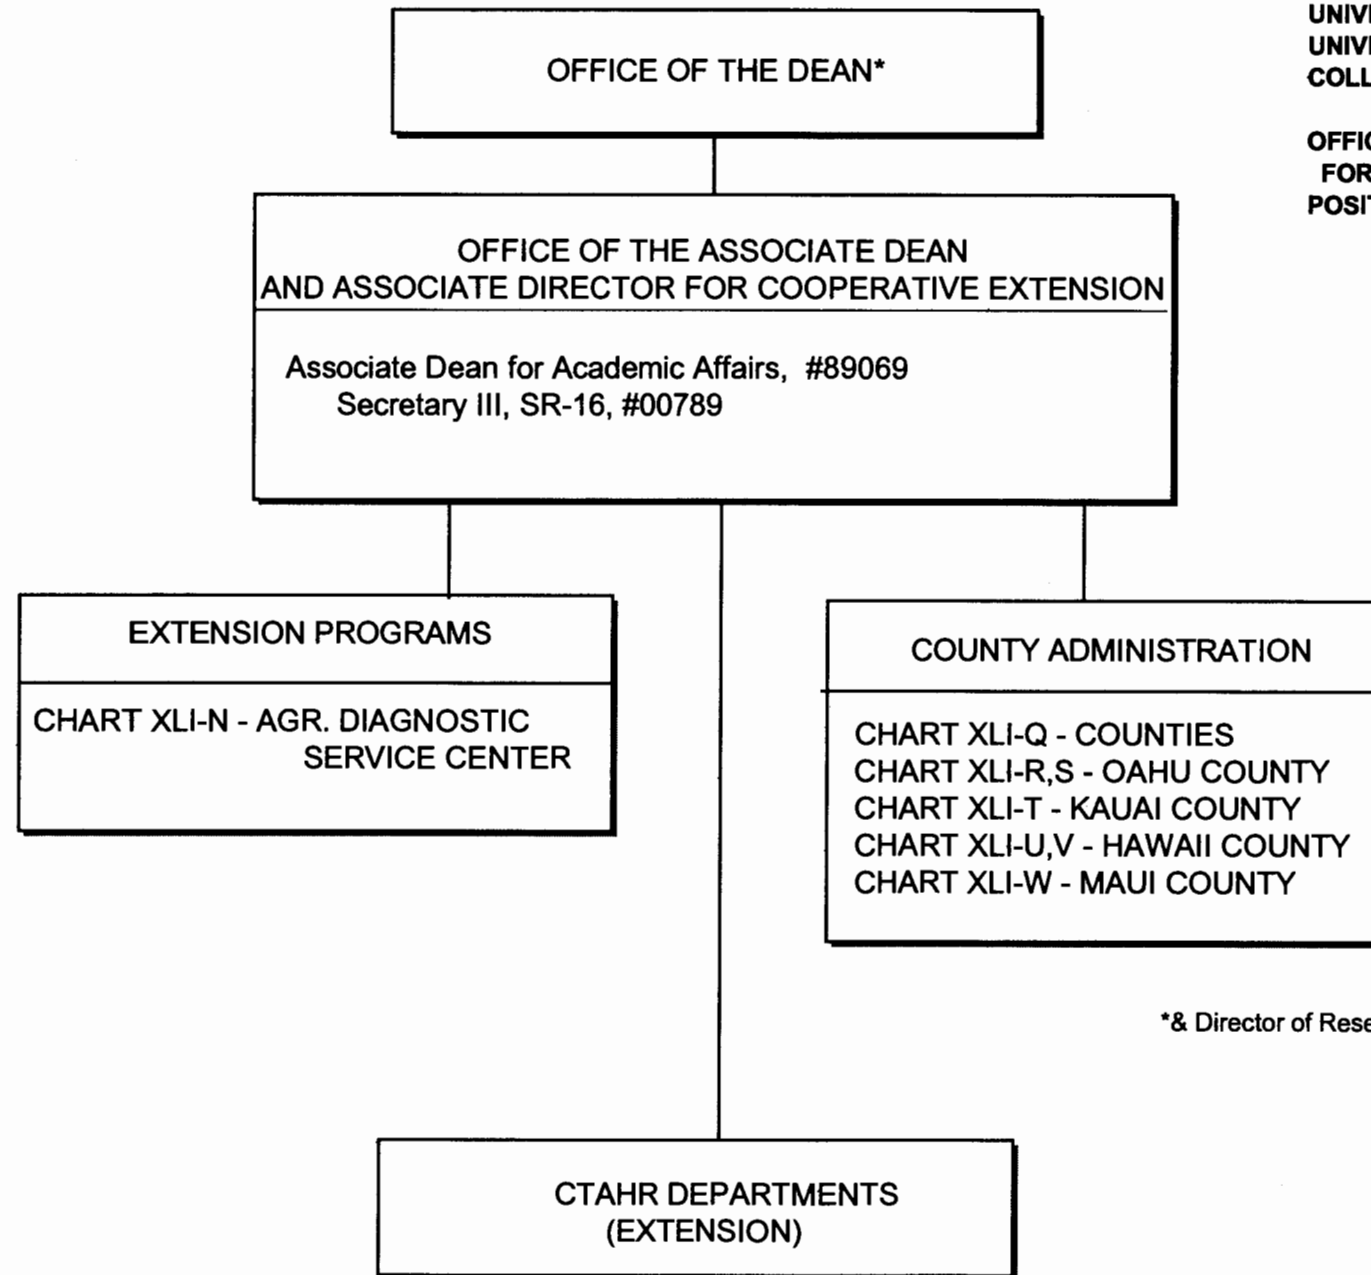 OFFICE OF THE DEAN*
OFFICE OF THE ASSOCIATE DEAN
AND ASSOCIATE DIRECTOR FOR COOPERATIVE EXTENSION
Associate Dean for Academic Affairs, #89069
Secretary III, SR-16, #00789
EXTENSION PROGRAMS
CHART XLI-N - AGR. DIAGNOSTIC
SERVICE CENTER
COUNTY ADMINISTRATION
CHART XLI-Q - COUNTIES
CHART XLI-R,S - OAHU COUNTY
CHART XLI-T - KAUAI COUNTY
CHART XLI-U,V - HAWAII COUNTY
CHART XLI-W - MAUI COUNTY
*& Director of
CTAHR DEPARTMENTS
(EXTENSION)
FOR